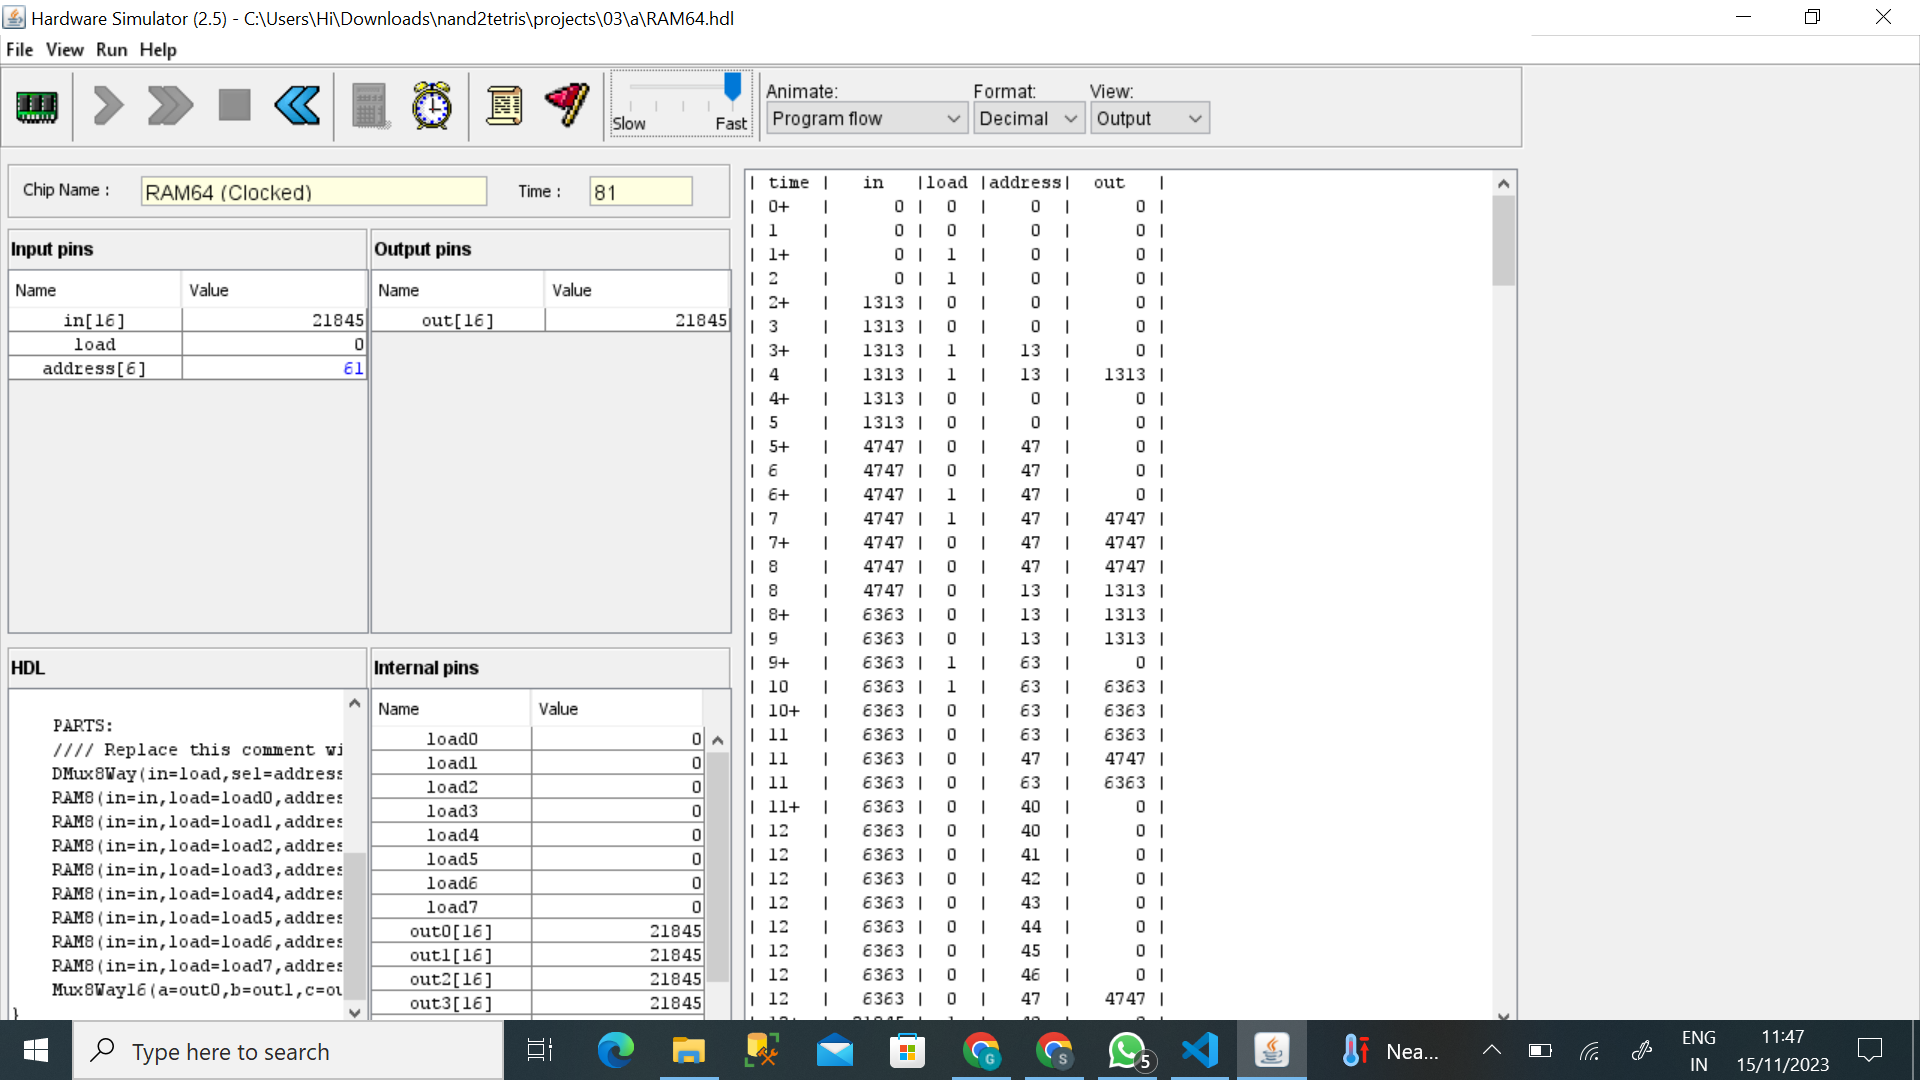 Hardware Simulator (2.5) - C:\Users\Hi\Downloads\nand2tetris\projects\03\a\RAM64.hdl
File View Run Help
Slow Fast
Animate: Format: View:
Program flow Decimal Output
Chip Name : RAM64 (Clocked) Time : 81
Input pins
Name Value
in[16] 21845
load 0
address[6] 61
Output pins
Name Value
out[16] 21845
HDL
PARTS:
//// Replace this comment wi
DMux8Way(in=load,sel=address
RAM8(in=in,load=load0,addres
RAM8(in=in,load=load1,addres
RAM8(in=in,load=load2,addres
RAM8(in=in,load=load3,addres
RAM8(in=in,load=load4,addres
RAM8(in=in,load=load5,addres
RAM8(in=in,load=load6,addres
RAM8(in=in,load=load7,addres
Mux8Way16(a=out0,b=out1,c=ou
}
Internal pins
Name Value
load0 0
load1 0
load2 0
load3 0
load4 0
load5 0
load6 0
load7 0
out0[16] 21845
out1[16] 21845
out2[16] 21845
out3[16] 21845
| time | in |load |address| out |
| 0+ | 0 | 0 | 0 | 0 |
| 1 | 0 | 0 | 0 | 0 |
| 1+ | 0 | 1 | 0 | 0 |
| 2 | 0 | 1 | 0 | 0 |
| 2+ | 1313 | 0 | 0 | 0 |
| 3 | 1313 | 0 | 0 | 0 |
| 3+ | 1313 | 1 | 13 | 0 |
| 4 | 1313 | 1 | 13 | 1313 |
| 4+ | 1313 | 0 | 0 | 0 |
| 5 | 1313 | 0 | 0 | 0 |
| 5+ | 4747 | 0 | 47 | 0 |
| 6 | 4747 | 0 | 47 | 0 |
| 6+ | 4747 | 1 | 47 | 0 |
| 7 | 4747 | 1 | 47 | 4747 |
| 7+ | 4747 | 0 | 47 | 4747 |
| 8 | 4747 | 0 | 47 | 4747 |
| 8 | 4747 | 0 | 13 | 1313 |
| 8+ | 6363 | 0 | 13 | 1313 |
| 9 | 6363 | 0 | 13 | 1313 |
| 9+ | 6363 | 1 | 63 | 0 |
| 10 | 6363 | 1 | 63 | 6363 |
| 10+ | 6363 | 0 | 63 | 6363 |
| 11 | 6363 | 0 | 63 | 6363 |
| 11 | 6363 | 0 | 47 | 4747 |
| 11 | 6363 | 0 | 63 | 6363 |
| 11+ | 6363 | 0 | 40 | 0 |
| 12 | 6363 | 0 | 40 | 0 |
| 12 | 6363 | 0 | 41 | 0 |
| 12 | 6363 | 0 | 42 | 0 |
| 12 | 6363 | 0 | 43 | 0 |
| 12 | 6363 | 0 | 44 | 0 |
| 12 | 6363 | 0 | 45 | 0 |
| 12 | 6363 | 0 | 46 | 0 |
| 12 | 6363 | 0 | 47 | 4747 |
Type here to search
G
S
5
Nea...
ENG
IN
11:47
15/11/2023